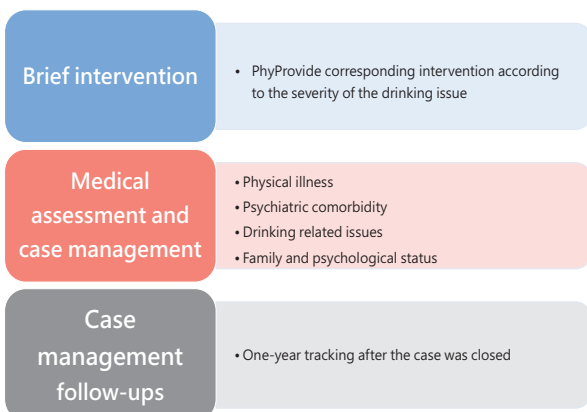 Brief intervention
• PhyProvide corresponding intervention according
to the severity of the drinking issue
Medical
assessment and
case management
• Physical illness
• Psychiatric comorbidity
• Drinking related issues
• Family and psychological status
Case
management
follow-ups
• One-year tracking after the case was closed